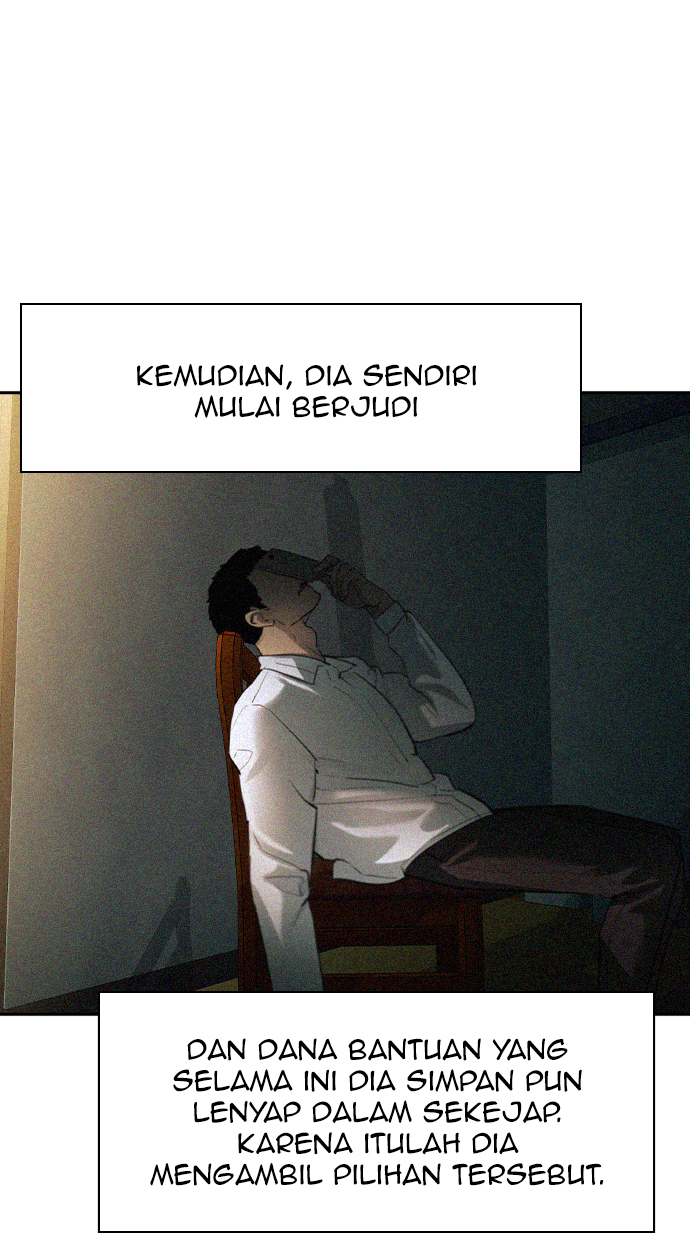 KEMUDIAN, DIA SENDIRI
MULAI BERJUDI
DAN DANA BANTUAN YANG
SELAMA INI DIA SIMPAN PUN
LENYAP DALAM SEKEJAP.
KARENA ITULAH DIA
MENGAMBIL PILIHAN TERSEBUT.